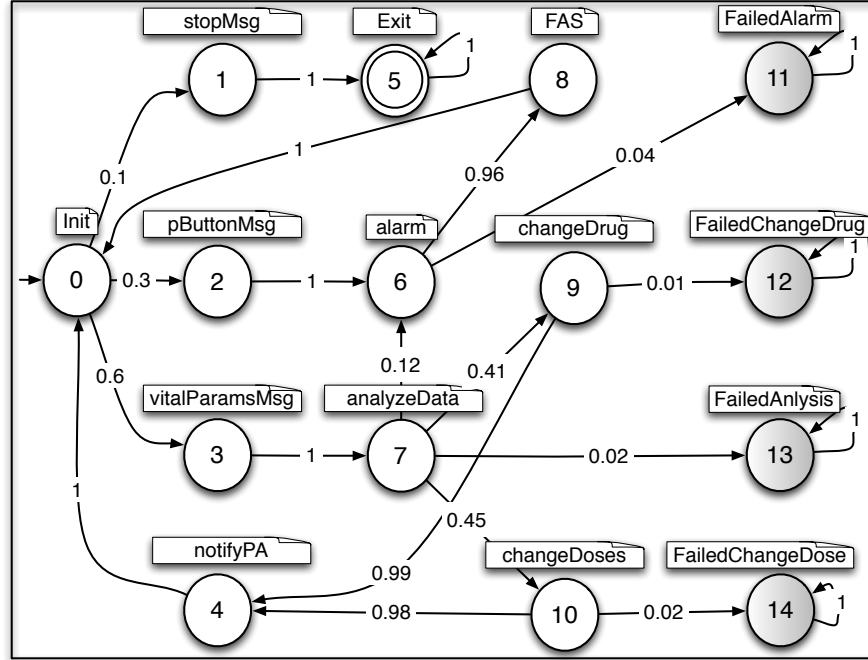 stopMsg
Exit
FAS
FailedAlarm
1
1
5
1
8
11
1
1
0.04
0.1
0.96
Init
pButtonMsg
alarm
changeDrug
FailedChangeDrug
0
0.3
2
1
6
9
0.01
12
1
0.12
0.41
0.6
vitalParamsMsg
analyzeData
FailedAnlysis
3
1
7
0.02
13
1
1
0.45
notifyPA
changeDoses
FailedChangeDose
0.99
4
0.98
10
0.02
14
1